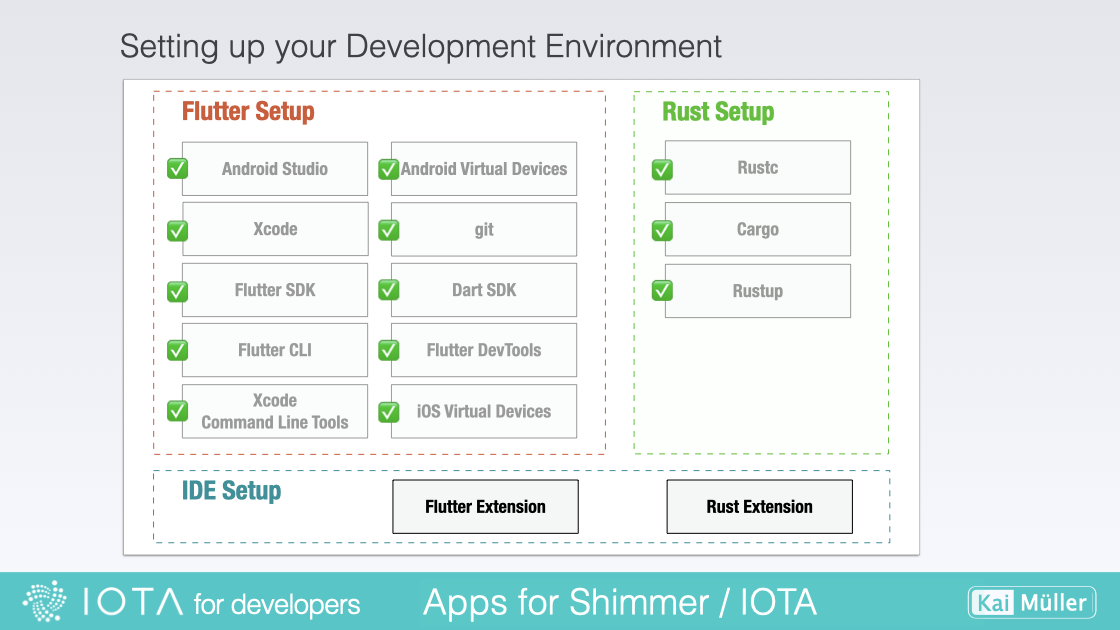 Setting up your Development Environment
Flutter Setup
Android Studio
Android Virtual Devices
Xcode
git
Flutter SDK
Dart SDK
Flutter CLI
Flutter DevTools
Xcode
Command Line Tools
iOS Virtual Devices
Rust Setup
Rustc
Cargo
Rustup
IDE Setup
Flutter Extension
Rust Extension
IOTA for developers
Apps for Shimmer / IOTA
Kai Müller